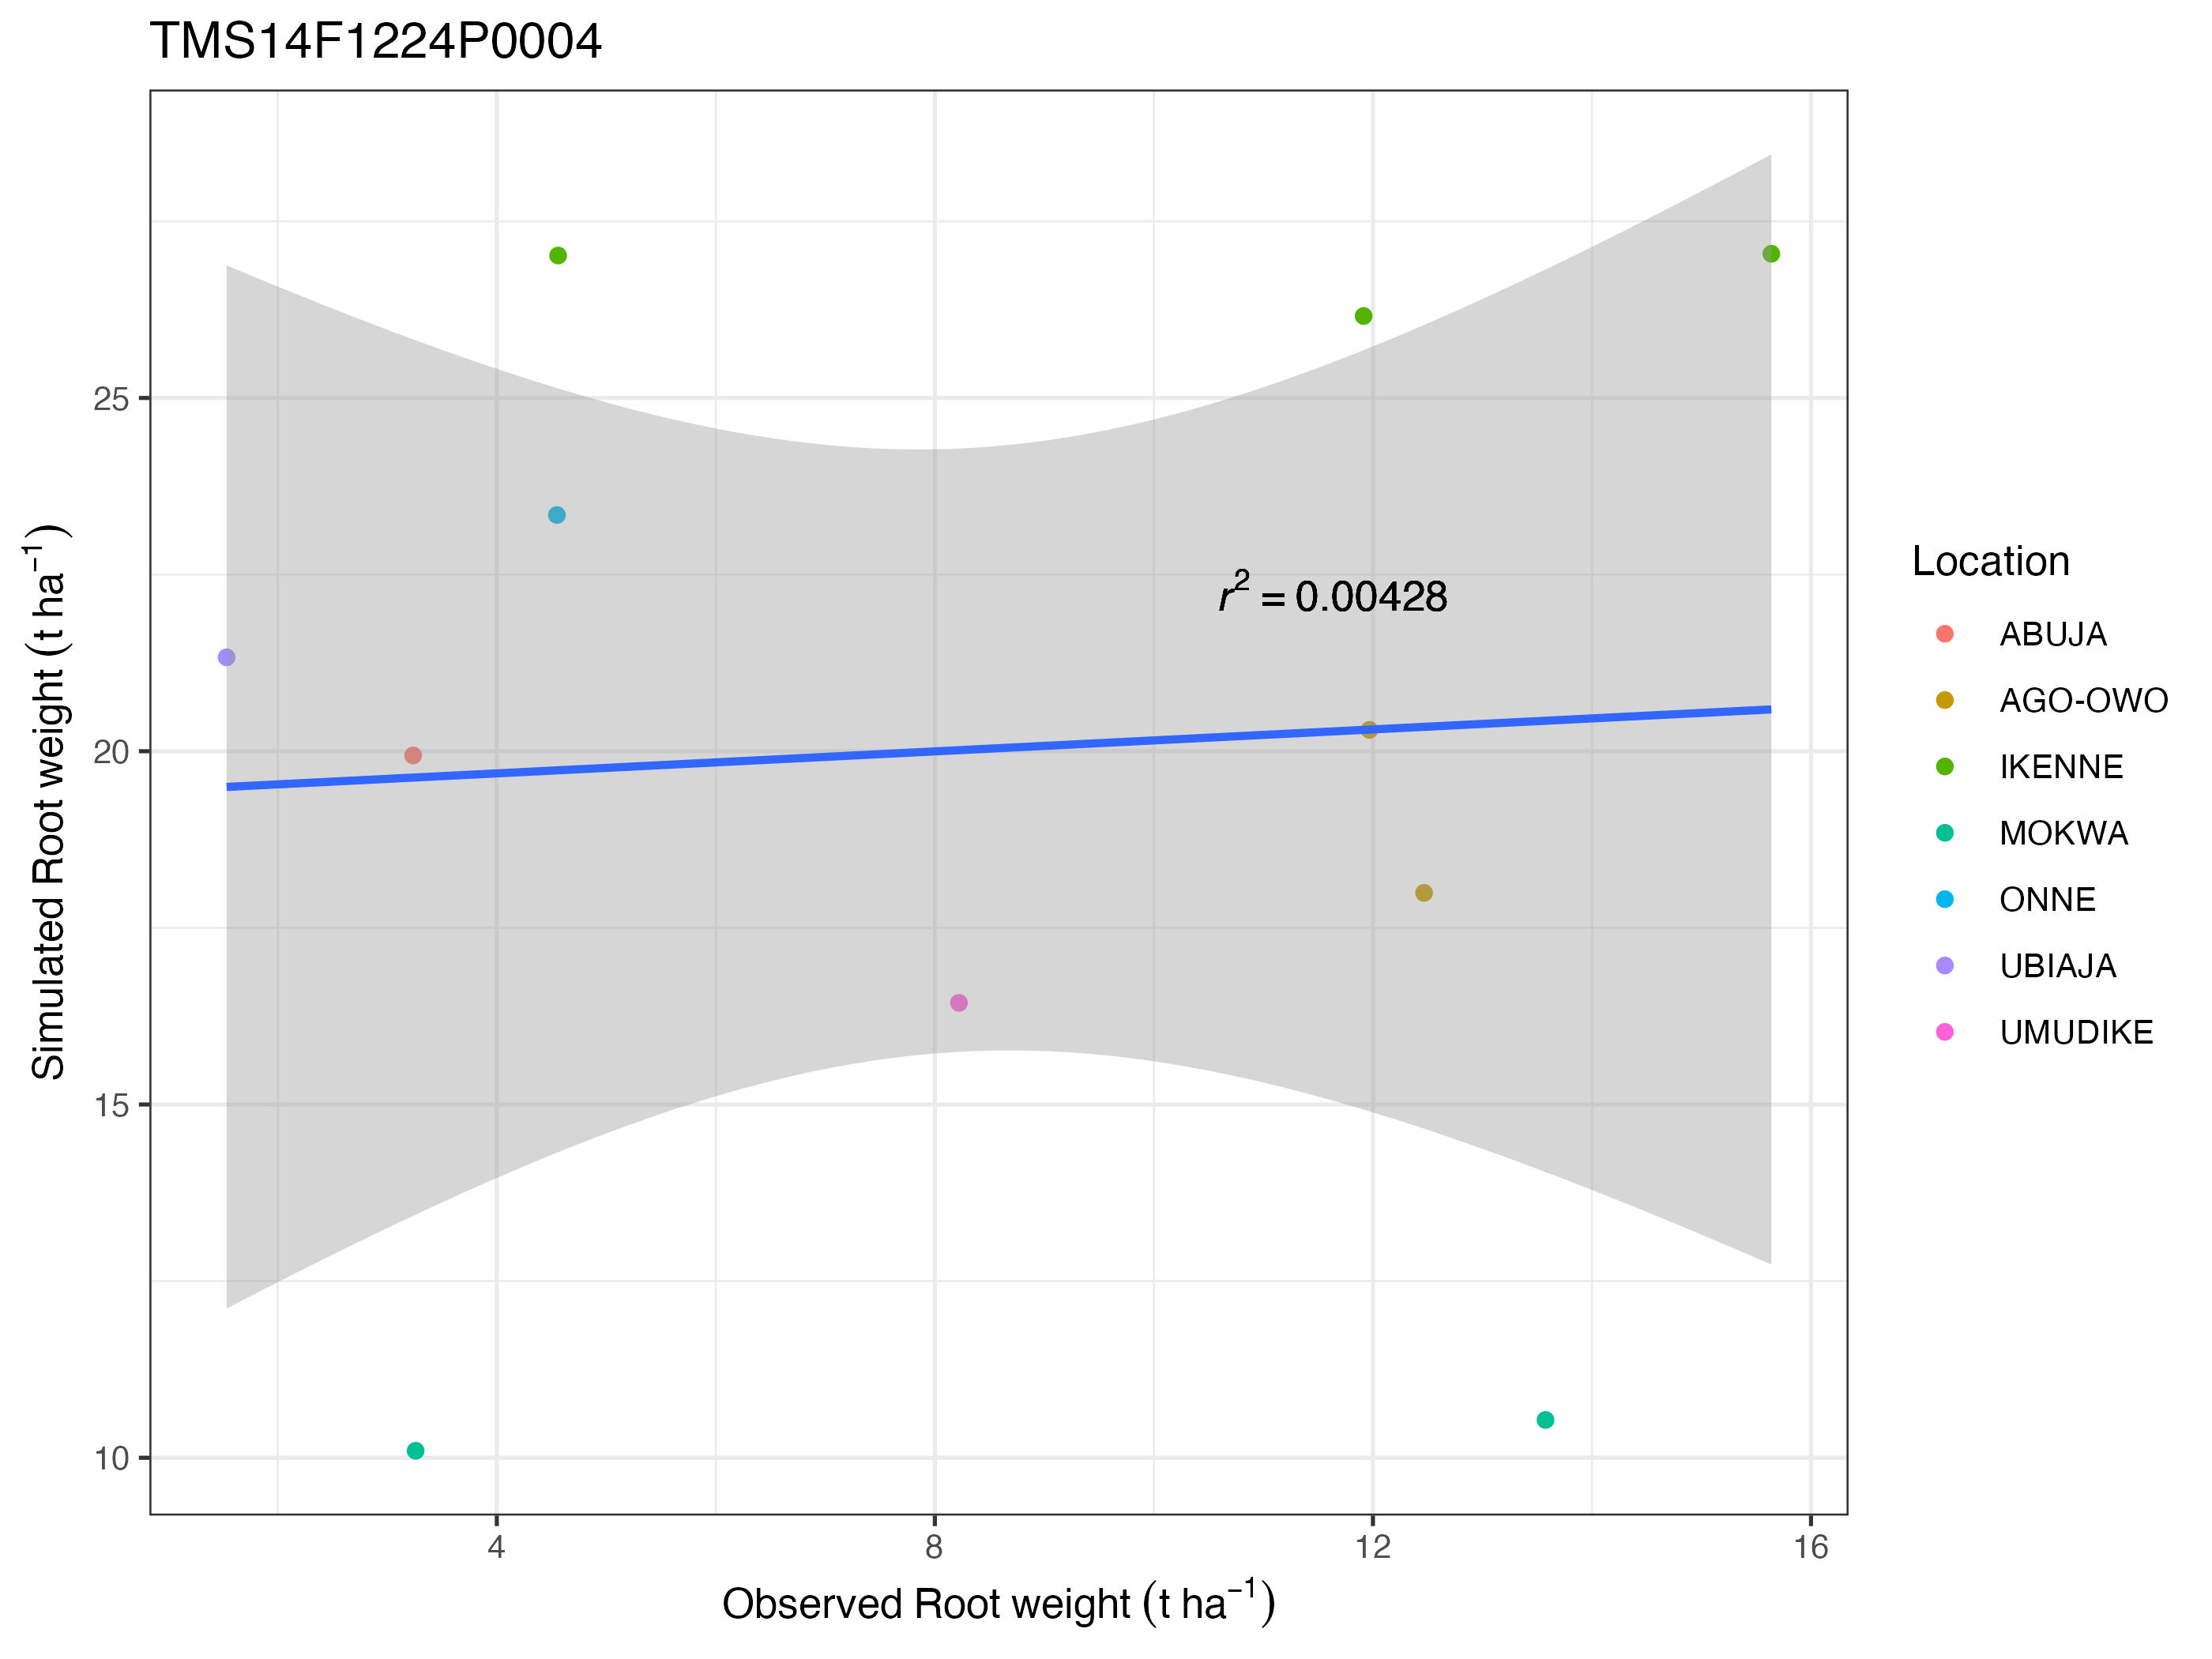 TMS14F1224P0004
Simulated Root weight (t ha⁻¹)
25
20
15
10
r² = 0.00428
4 8 12 16
Observed Root weight (t ha⁻¹)
Location
ABUJA
AGO-OWO
IKENNE
MOKWA
ONNE
UBIAJA
UMUDIKE